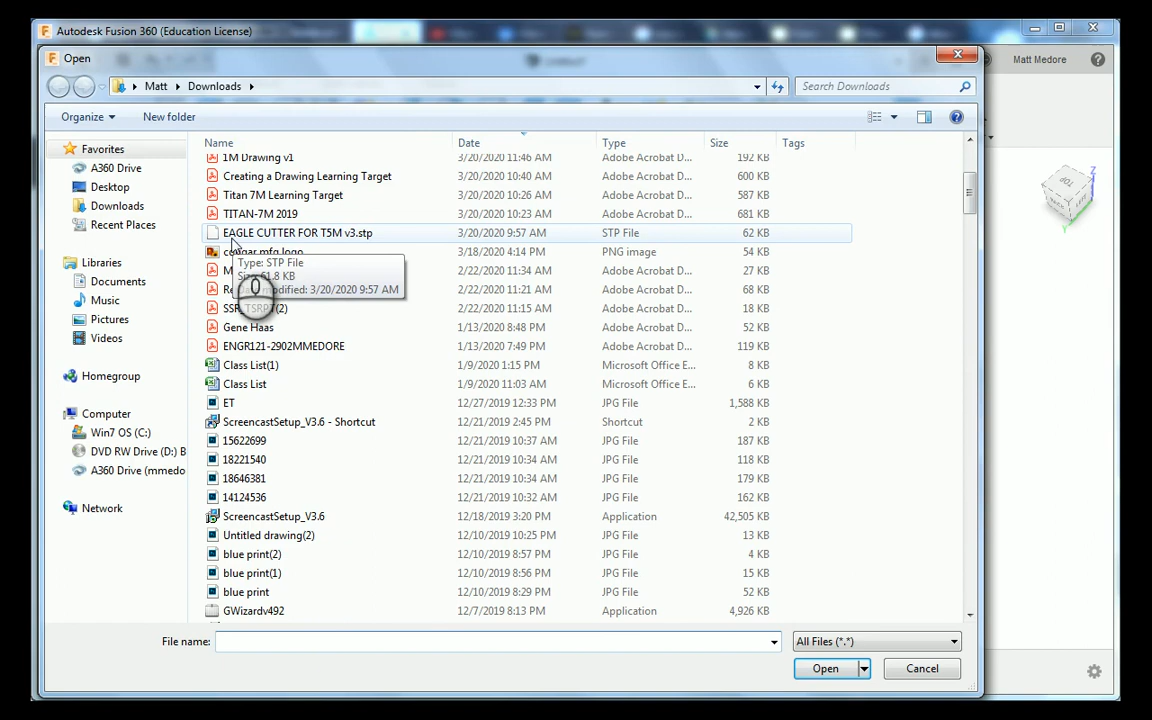 Autodesk Fusion 360 (Education License)
Open
Matt Medore
Matt Downloads
Search Downloads
Organize
New folder
Name Date Type Size Tags
Favorites
A360 Drive
Desktop
Downloads
Recent Places
Libraries
Documents
Music
Pictures
Videos
Homegroup
Computer
Win7 OS (C:)
DVD RW Drive (D:) B
A360 Drive (mmedo
Network
1M Drawing v1 3/20/2020 11:46 AM Adobe Acrobat D... 192 KB
Creating a Drawing Learning Target 3/20/2020 10:40 AM Adobe Acrobat D... 600 KB
Titan 7M Learning Target 3/20/2020 10:26 AM Adobe Acrobat D... 587 KB
TITAN-7M 2019 3/20/2020 10:23 AM Adobe Acrobat D... 681 KB
EAGLE CUTTER FOR T5M v3.stp 3/20/2020 9:57 AM STP File 62 KB
cougar mfg logo 3/18/2020 4:14 PM PNG image 54 KB
M 2/22/2020 11:34 AM Adobe Acrobat D... 27 KB
Re 2/22/2020 11:21 AM Adobe Acrobat D... 68 KB
SSR_TSRPT(2) 2/22/2020 11:15 AM Adobe Acrobat D... 18 KB
Gene Haas 1/13/2020 8:48 PM Adobe Acrobat D... 52 KB
ENGR121-2902MMEDORE 1/13/2020 7:49 PM Adobe Acrobat D... 119 KB
Class List(1) 1/9/2020 1:15 PM Microsoft Office E... 8 KB
Class List 1/9/2020 11:03 AM Microsoft Office E... 6 KB
ET 12/27/2019 12:33 PM JPG File 1,588 KB
ScreencastSetup_V3.6 - Shortcut 12/21/2019 2:45 PM Shortcut 2 KB
15622699 12/21/2019 10:37 AM JPG File 187 KB
18221540 12/21/2019 10:34 AM JPG File 118 KB
18646381 12/21/2019 10:34 AM JPG File 179 KB
14124536 12/21/2019 10:32 AM JPG File 162 KB
ScreencastSetup_V3.6 12/18/2019 3:20 PM Application 42,505 KB
Untitled drawing(2) 12/10/2019 10:25 PM JPG File 13 KB
blue print(2) 12/10/2019 8:57 PM JPG File 4 KB
blue print(1) 12/10/2019 8:56 PM JPG File 15 KB
blue print 12/10/2019 8:29 PM JPG File 52 KB
GWizardv492 12/7/2019 8:13 PM Application 4,926 KB
Type: STP File
61.8 KB
modified: 3/20/2020 9:57 AM
TOP
Z
File name:
All Files (*.*)
Open
Cancel